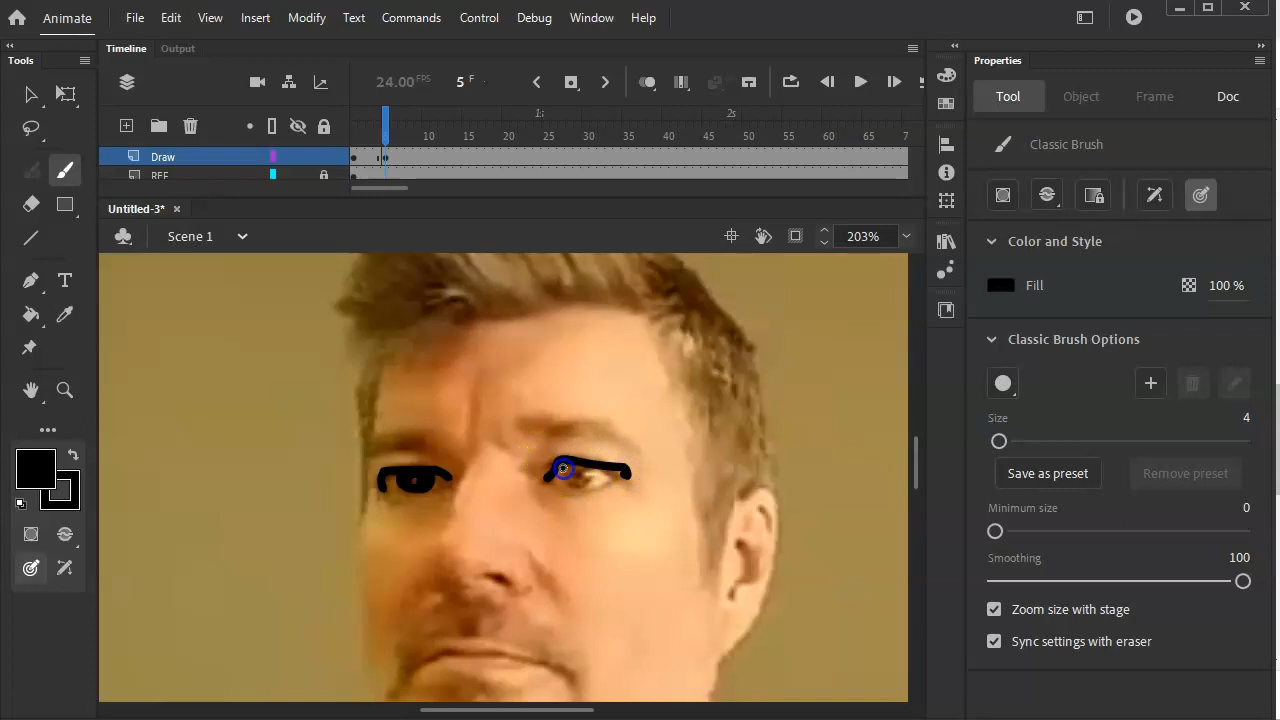 Animate File Edit View Insert Modify Text Commands Control Debug Window Help
Tools
Timeline Output
Properties
24.00 FPS 5 F
Tool Object Frame Doc
1s 2s
10 15 20 25 30 35 40 45 50 55 60 65 7
Classic Brush
Draw
REF
Untitled-3* ×
Scene 1 203%
Color and Style
Fill 100 %
Classic Brush Options
Size 4
Save as preset Remove preset
Minimum size 0
Smoothing 100
Zoom size with stage
Sync settings with eraser